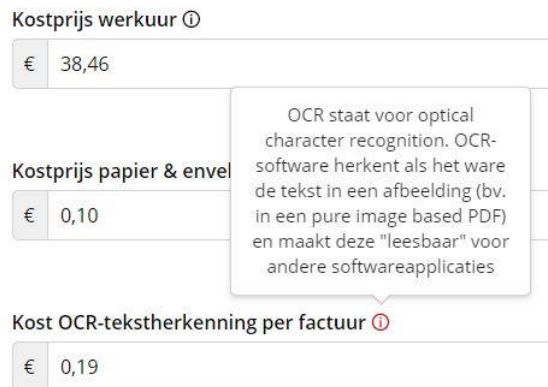 Kostprijs werkuur ⓘ
€ 38,46
OCR staat voor optical
character recognition. OCR-
software herkent als het ware
de tekst in een afbeelding (bv.
in een pure image based PDF)
en maakt deze "leesbaar" voor
andere softwareapplicaties
Kostprijs papier &
€ 0,10
Kost OCR-tekstherkenning per factuur ⓘ
€ 0,19